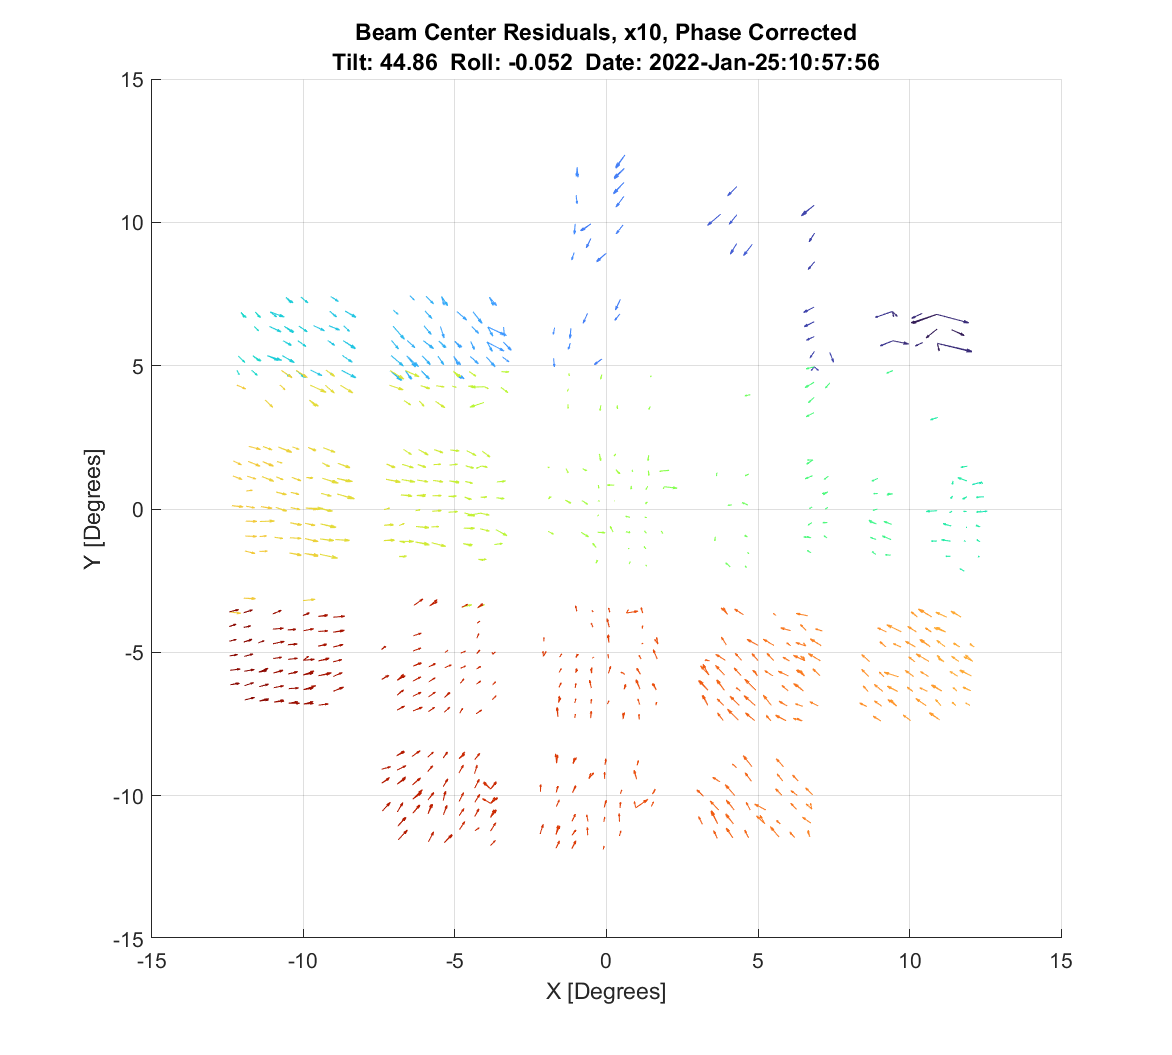 Beam Center Residuals, x10, Phase Corrected
Tilt: 44.86  Roll: -0.052  Date: 2022-Jan-25:10:57:56
15
10
5
0
-5
-10
-15
Y [Degrees]
-15 -10 -5 0 5 10 15
X [Degrees]